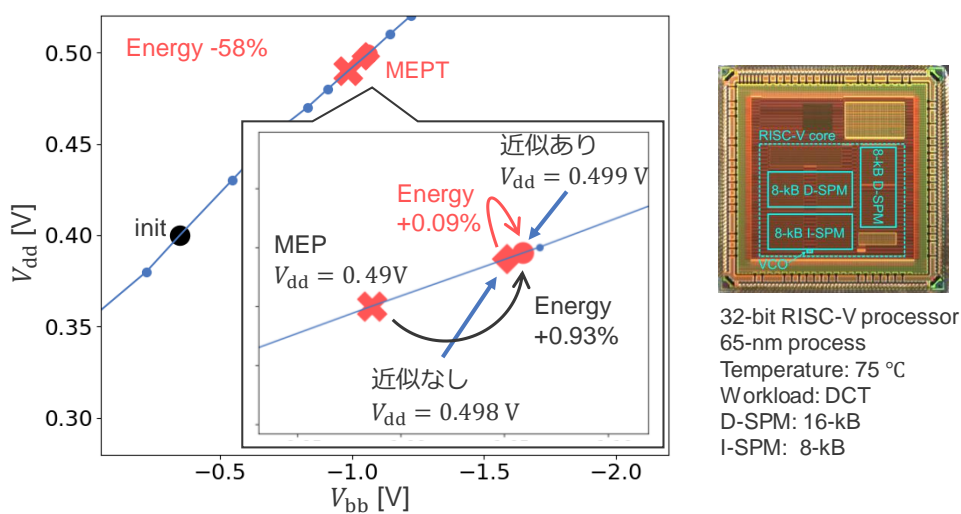 Energy -58%
MEPT
init
0.50
0.45
0.40
0.35
0.30
V_dd [V]
−0.5
−1.0
−1.5
−2.0
V_bb [V]
近似あり
V_dd = 0.499 V
Energy
+0.09%
MEP
V_dd = 0.49V
Energy
+0.93%
近似なし
V_dd = 0.498 V
RISC-V core
8-kB D-SPM
8-kB D-SPM
8-kB I-SPM
VCO
32-bit RISC-V processor
65-nm process
Temperature: 75 ℃
Workload: DCT
D-SPM: 16-kB
I-SPM: 8-kB